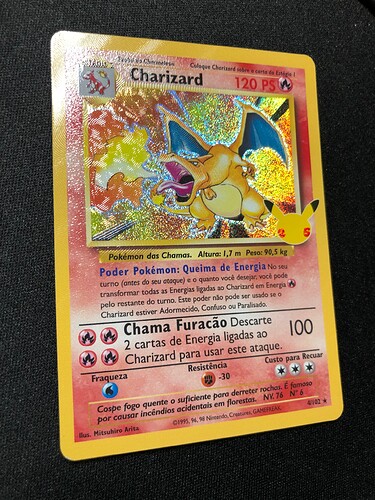 Evolui do Charmeleon Coloque Charizard sobre a carta de Estágio 1
Charizard 120 PS
25
Pokémon das Chamas. Altura: 1,7 m Peso: 90,5 kg
Poder Pokémon: Queima de Energia No seu
turno (antes do seu ataque) e o quanto você desejar, você pode
transformar todas as Energias ligadas ao Charizard em Energia
pelo restante do turno. Este poder não pode ser usado se o
Charizard estiver Adormecido, Confuso ou Paralisado.
Chama Furacão Descarte
2 cartas de Energia ligadas ao
Charizard para usar este ataque.
100
Fraqueza Resistência Custo para Recuar
-30
Cospe fogo quente o suficiente para derreter rochas. É famoso
por causar incêndios acidentais em florestas. NV. 76 Nº 6
Illus. Mitsuhiro Arita ©1995, 96, 98 Nintendo, Creatures, GAMEFREAK. 4/102 ★